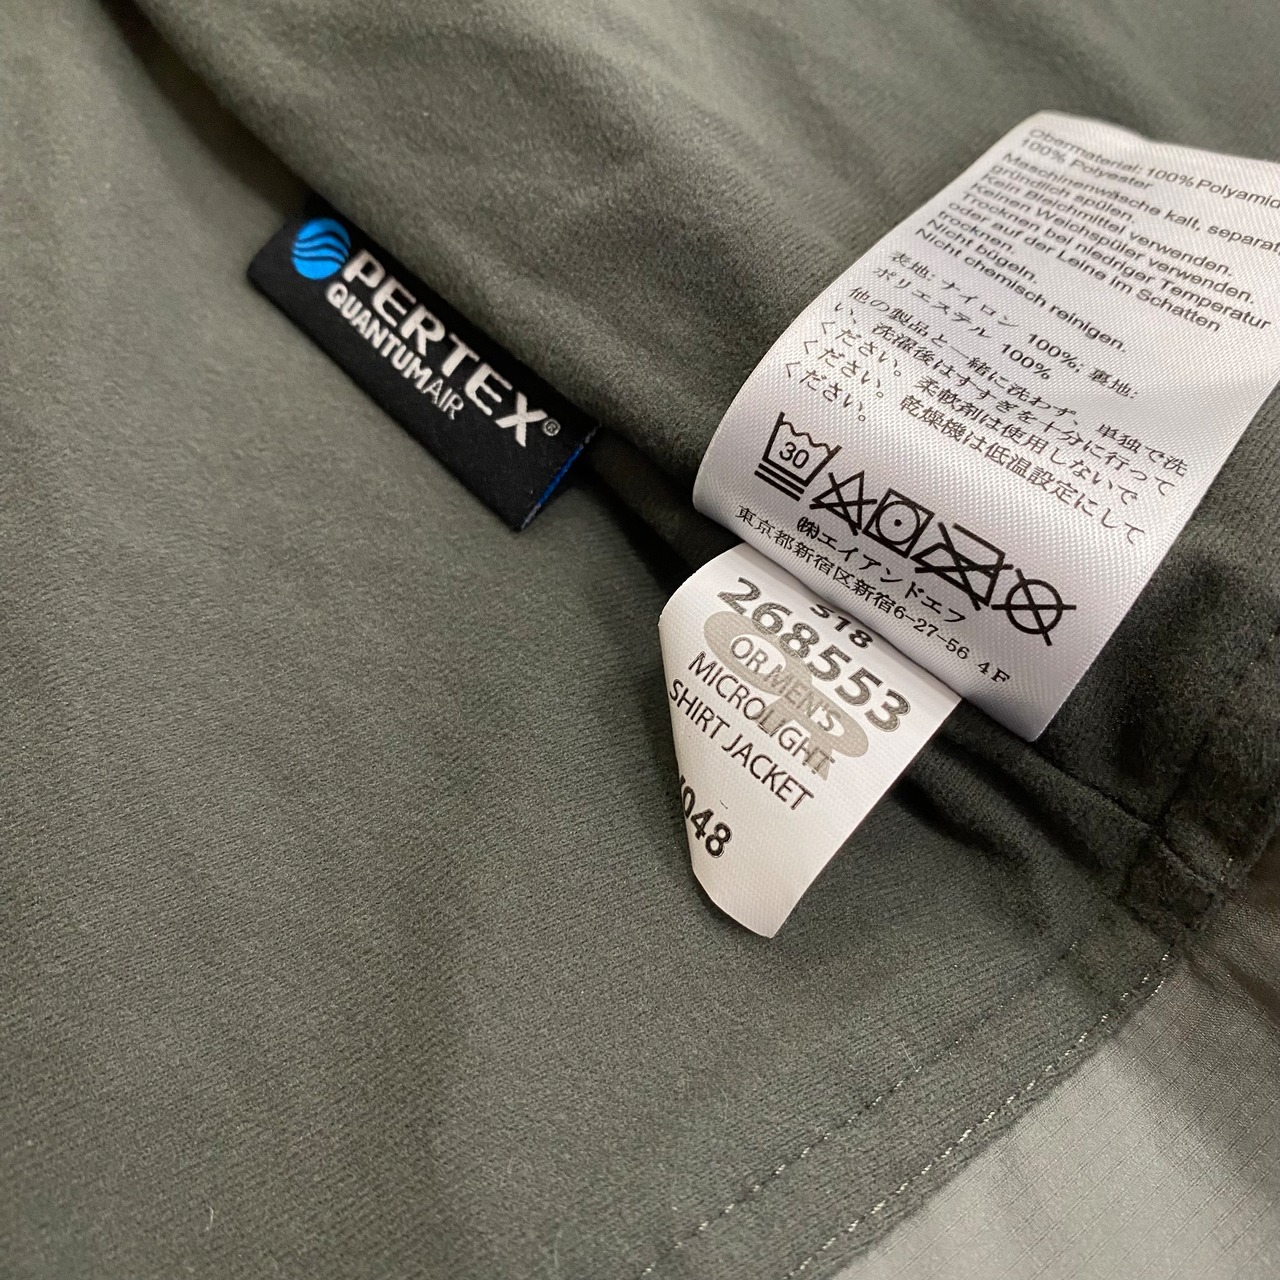 PERTEX®
QUANTUMAIR
Obermaterial: 100% Polyamid
100% Polyester
Maschinenwäsche kalt, separat,
gründlich spülen.
Kein Bleichmittel verwenden.
Keinen Weichspüler verwenden.
Trocknen bei niedriger Temperatur
oder auf der Leine im Schatten
trocknen.
Nicht bügeln.
Nicht chemisch reinigen.
表地: ナイロン 100%; 裏地:
ポリエステル 100%
他の製品と一緒に洗わず、単独で洗
い、洗濯後はすすぎを十分に行って
ください。柔軟剤は使用しないで
ください。乾燥機は低温設定にして
ください。
30
㈱エイアンドエフ
東京都新宿区新宿6-27-56 4F
S18
268553
OR MEN'S
MICROLIGHT
SHIRT JACKET
048